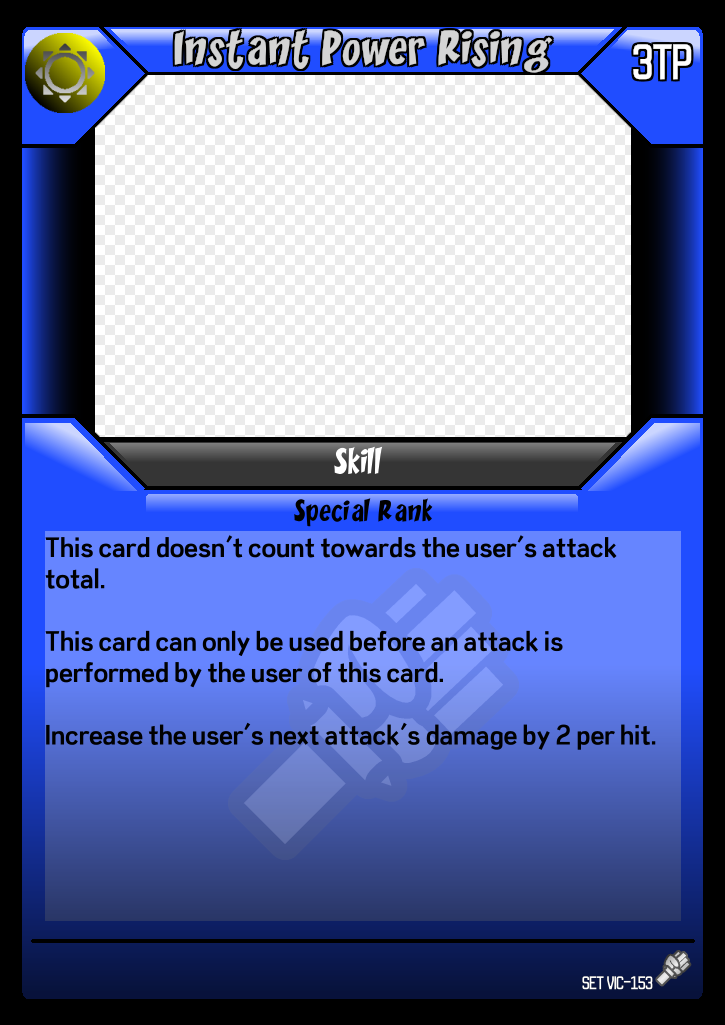 Instant Power Rising
3TP
Skill
Special Rank
This card doesn't count towards the user's attack
total.
This card can only be used before an attack is
performed by the user of this card.
Increase the user's next attack's damage by 2 per hit.
SET VIC-153